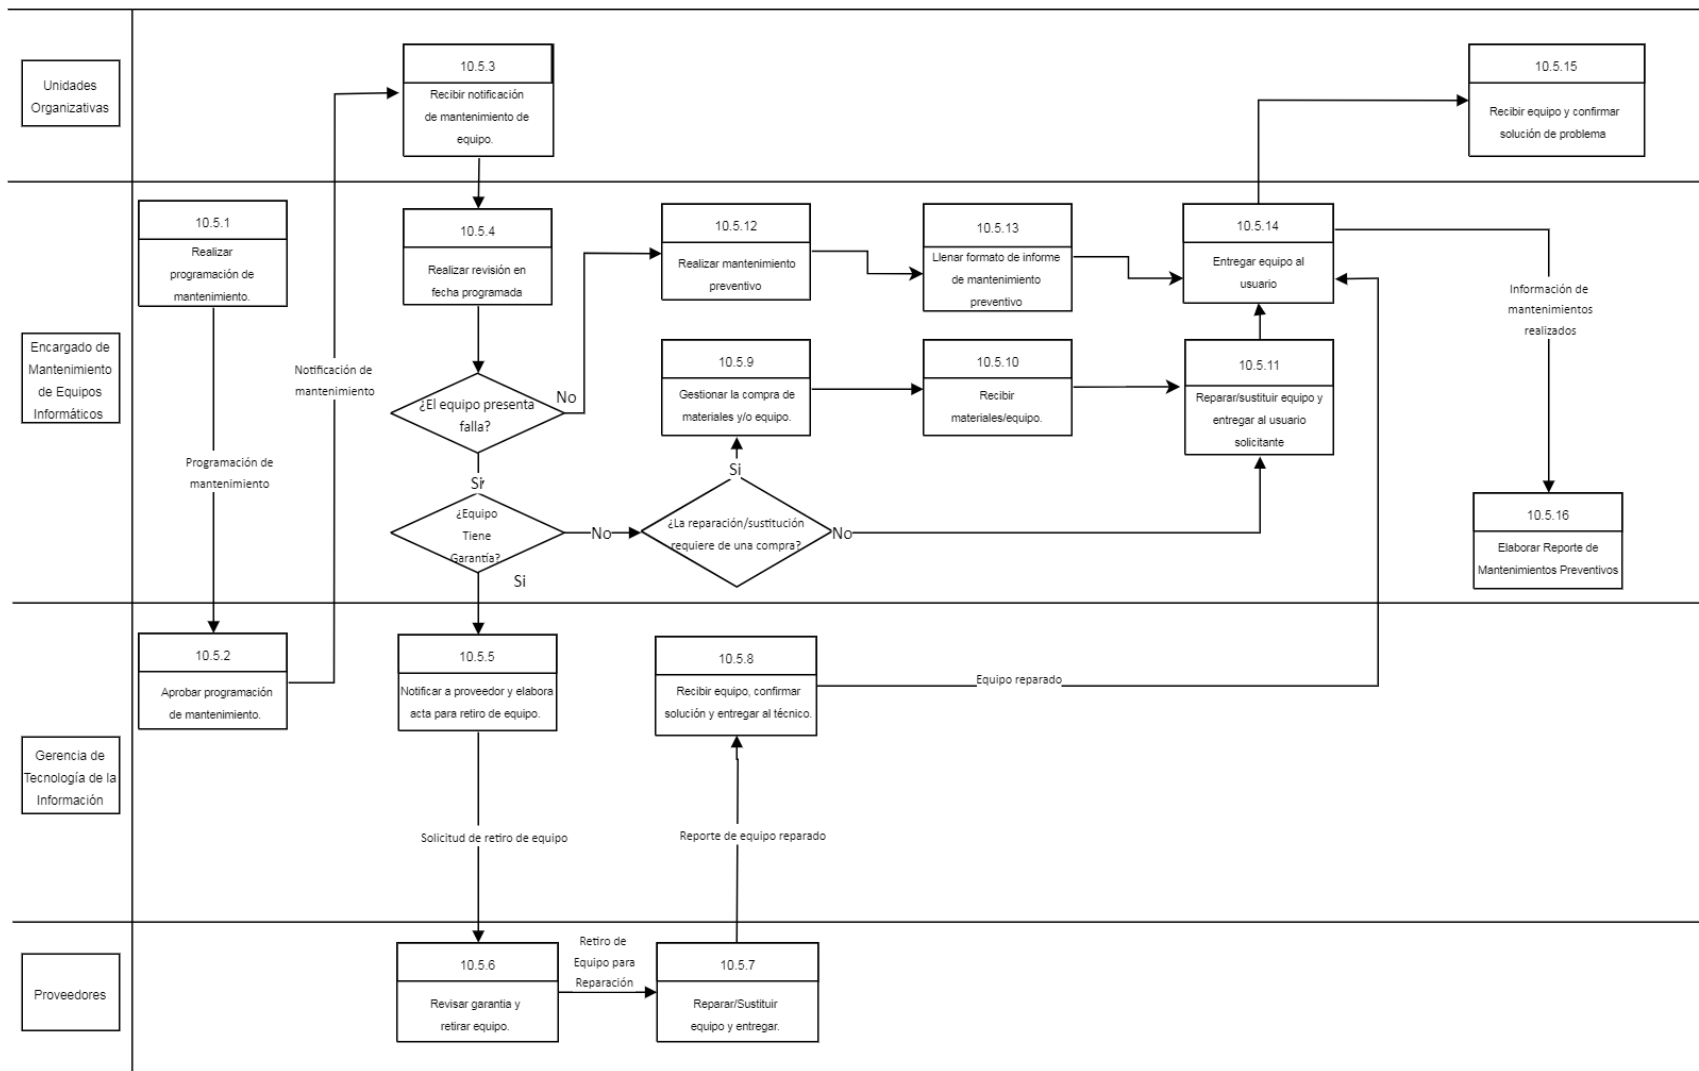 Unidades
Organizativas
10.5.3
Recibir notificación
de mantenimiento de
equipo.
10.5.15
Recibir equipo y confirmar
solución de problema
Encargado de
Mantenimiento
de Equipos
Informáticos
10.5.1
Realizar
programación de
mantenimiento.
10.5.4
Realizar revisión en
fecha programada
10.5.12
Realizar mantenimiento
preventivo
10.5.13
Llenar formato de informe
de mantenimiento
preventivo
10.5.14
Entregar equipo al
usuario
Información de
mantenimientos
realizados
Notificación de
mantenimiento
¿El equipo presenta
falla?
No
10.5.9
Gestionar la compra de
materiales y/o equipo.
10.5.10
Recibir
materiales/equipo.
10.5.11
Reparar/sustituir equipo y
entregar al usuario
solicitante
Programación de
mantenimiento
Si
¿Equipo
Tiene
Garantía?
No
Si
¿La reparación/sustitución
requiere de una compra?
Si
No
10.5.16
Elaborar Reporte de
Mantenimientos Preventivos
Gerencia de
Tecnología de la
Información
10.5.2
Aprobar programación
de mantenimiento.
10.5.5
Notificar a proveedor y elabora
acta para retiro de equipo.
10.5.8
Recibir equipo, confirmar
solución y entregar al técnico.
Equipo reparado
Solicitud de retiro de equipo
Reporte de equipo reparado
Proveedores
10.5.6
Revisar garantia y
retirar equipo.
Retiro de
Equipo para
Reparación
10.5.7
Reparar/Sustituir
equipo y entregar.